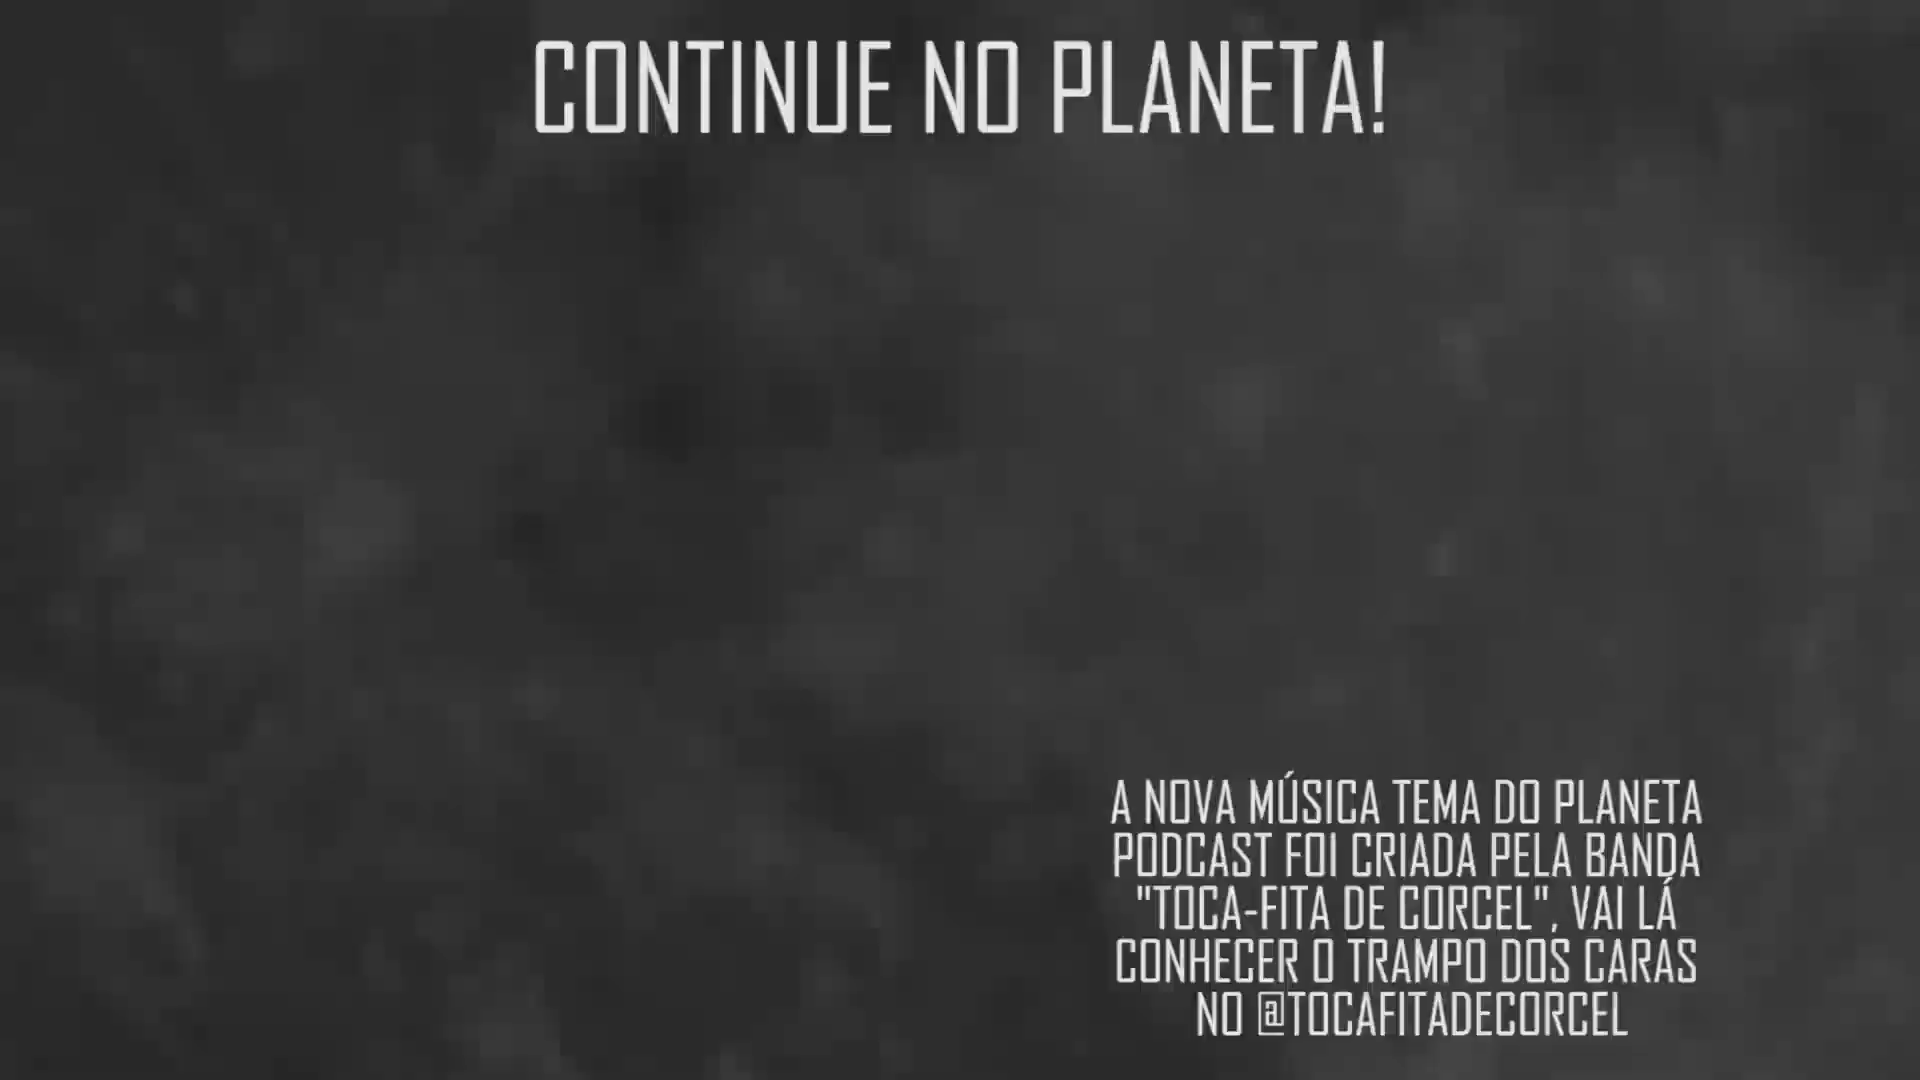 CONTINUE NO PLANETA!
A NOVA MÚSICA TEMA DO PLANETA
PODCAST FOI CRIADA PELA BANDA
"TOCA-FITA DE CORCEL", VAI LÁ
CONHECER O TRAMPO DOS CARAS
NO @TOCAFITADECORCEL